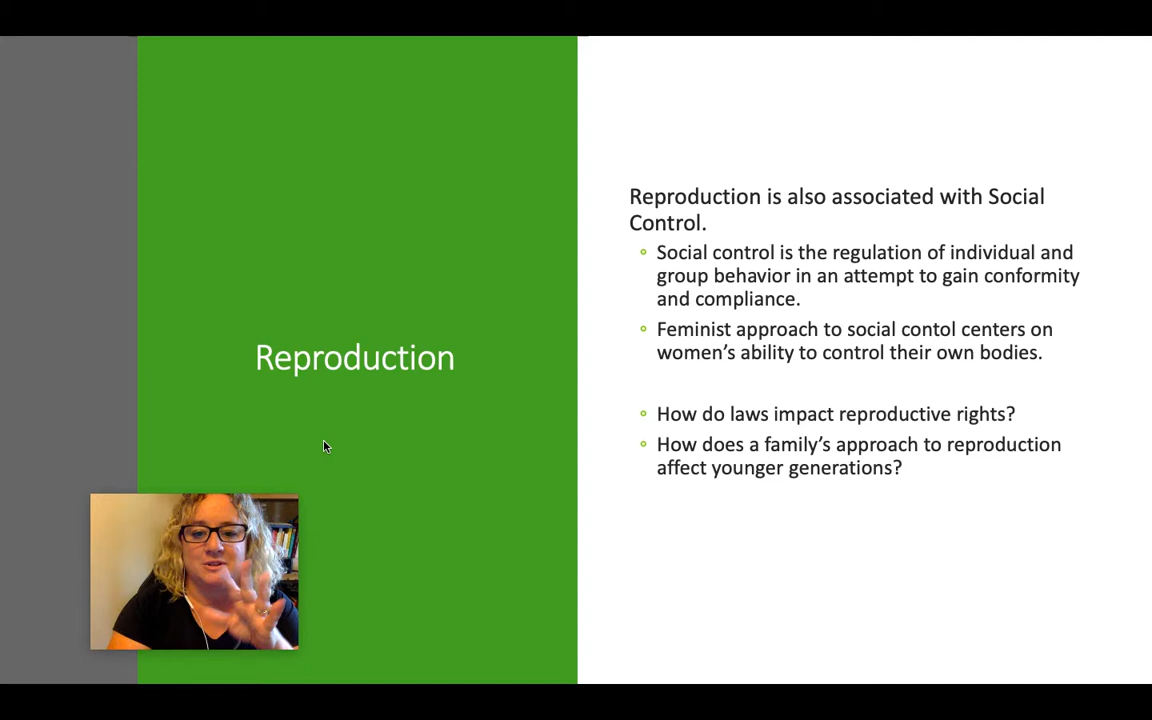 Reproduction
Reproduction is also associated with Social
Control.
Social control is the regulation of individual and
group behavior in an attempt to gain conformity
and compliance.
Feminist approach to social contol centers on
women's ability to control their own bodies.
How do laws impact reproductive rights?
How does a family's approach to reproduction
affect younger generations?